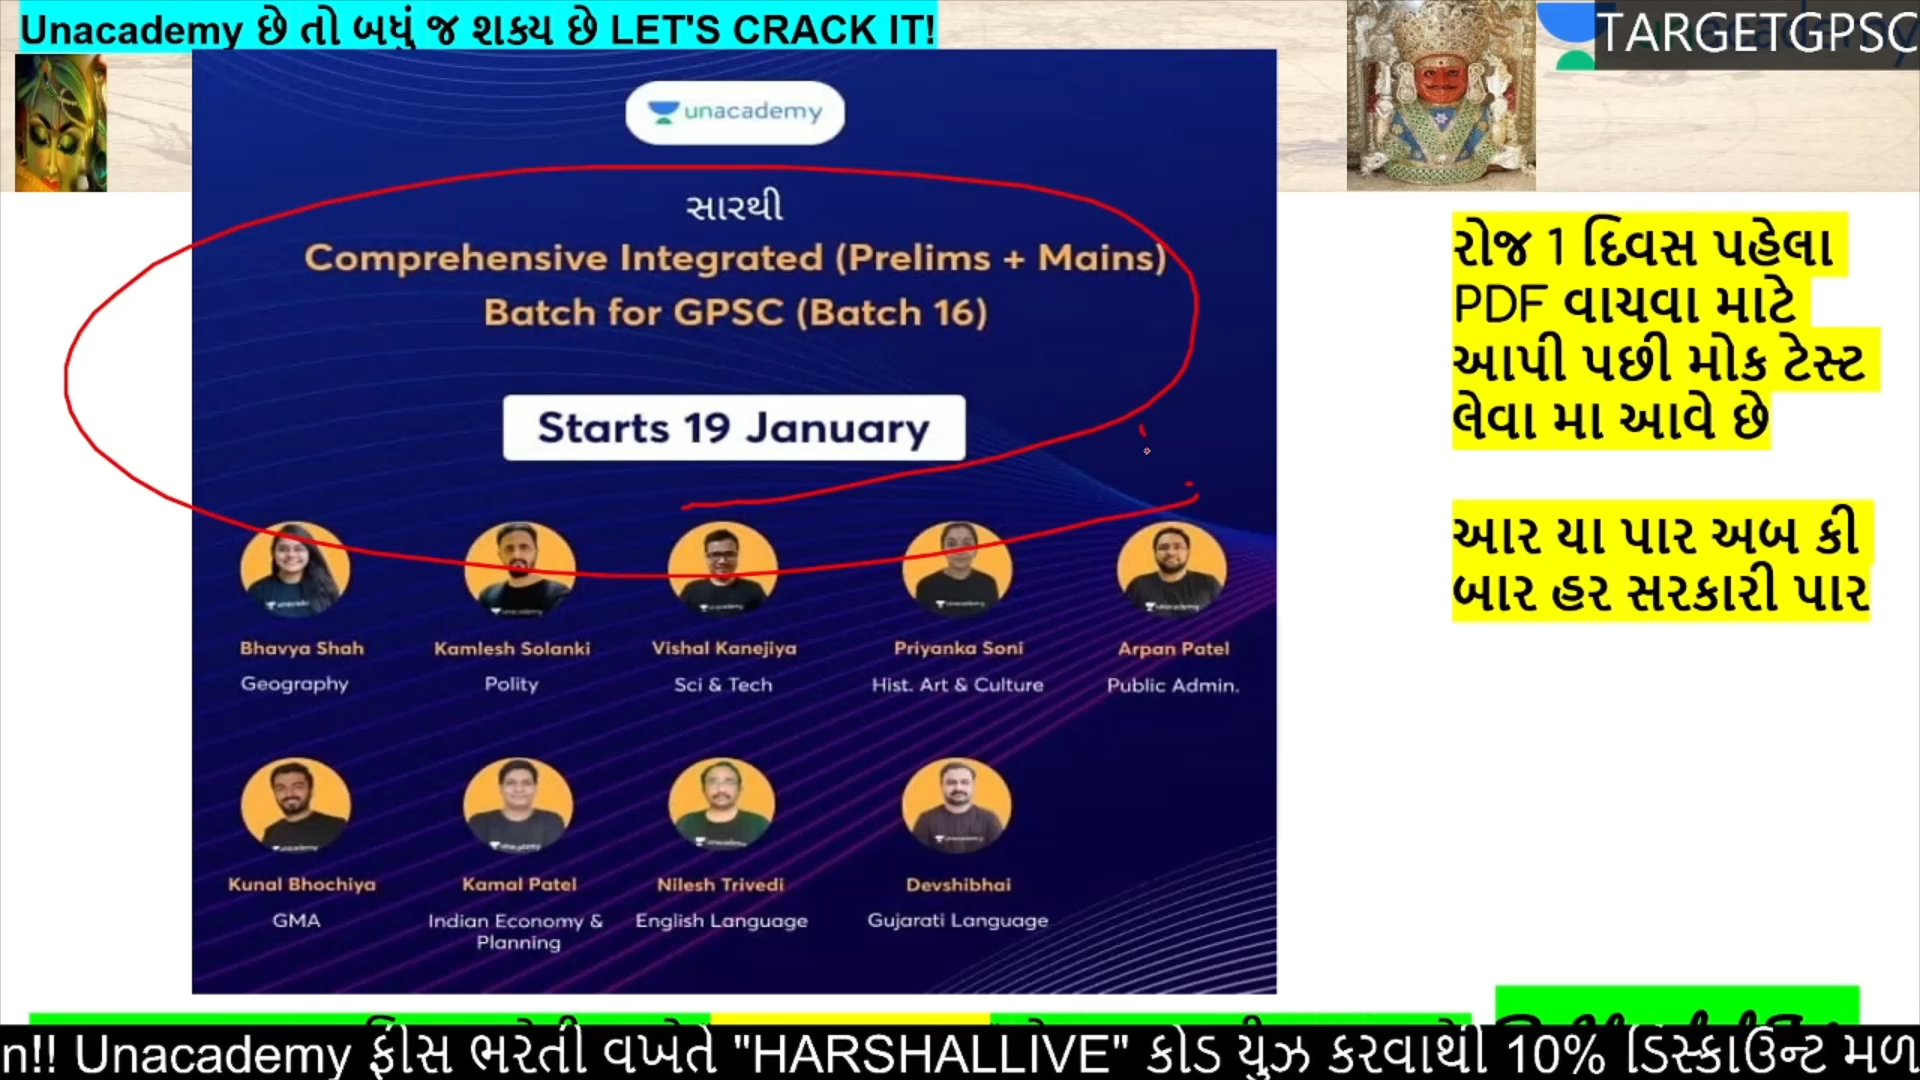 Unacademy છે તો બધું જ શક્ય છે LET'S CRACK IT!
TARGETGPSC
unacademy
સારથી
Comprehensive Integrated (Prelims + Mains)
Batch for GPSC (Batch 16)
Starts 19 January
રોજ 1 દિવસ પહેલા
PDF વાચવા માટે
આપી પછી મોક ટેસ્ટ
લેવા મા આવે છે
આર યા પાર અબ કી
બાર હર સરકારી પાર
Bhavya Shah
Geography
Kamlesh Solanki
Polity
Vishal Kanejiya
Sci & Tech
Priyanka Soni
Hist. Art & Culture
Arpan Patel
Public Admin.
Kunal Bhochiya
GMA
Kamal Patel
Indian Economy &
Planning
Nilesh Trivedi
English Language
Devshibhai
Gujarati Language
n!! Unacademy ફીસ ભરતી વખતે "HARSHALLIVE" કોડ યુઝ કરવાથી 10% ડિસ્કાઉન્ટ મળ